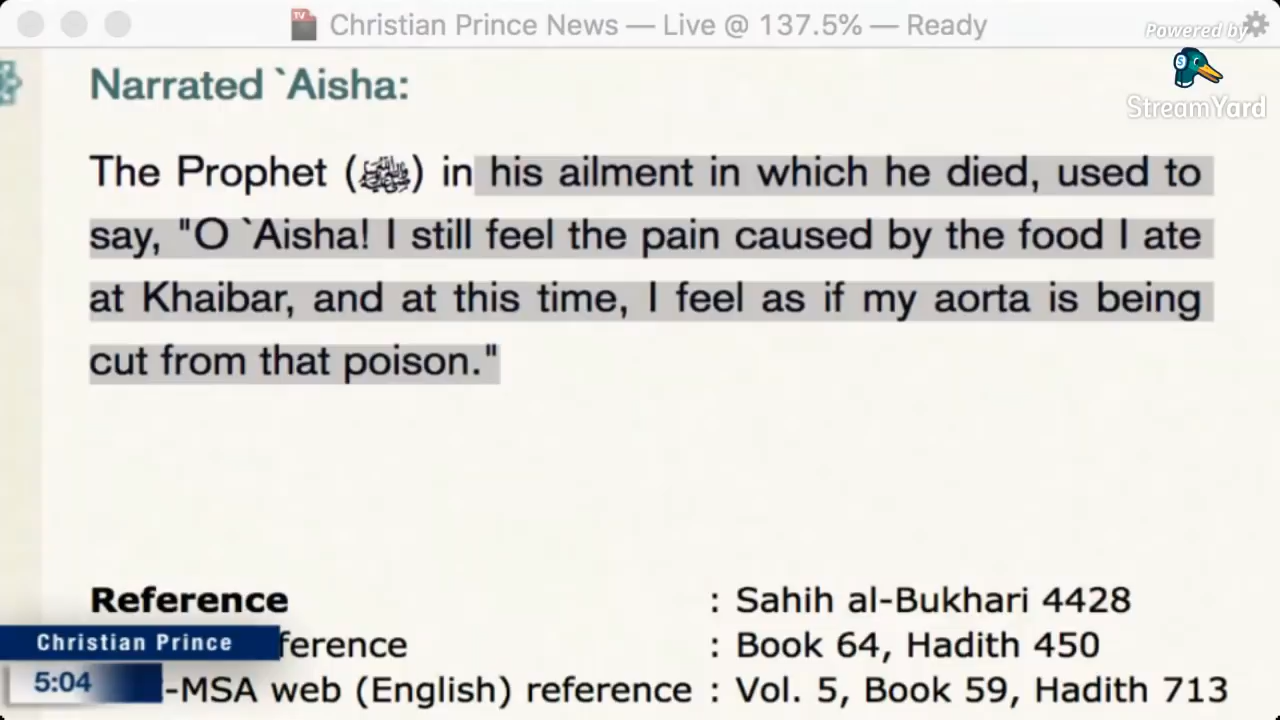 Christian Prince News — Live @ 137.5% — Ready
Powered by
StreamYard
Narrated `Aisha:
The Prophet (ﷺ) in his ailment in which he died, used to
say, "O `Aisha! I still feel the pain caused by the food I ate
at Khaibar, and at this time, I feel as if my aorta is being
cut from that poison."
Reference : Sahih al-Bukhari 4428
Christian Prince
ference : Book 64, Hadith 450
5:04
-MSA web (English) reference : Vol. 5, Book 59, Hadith 713